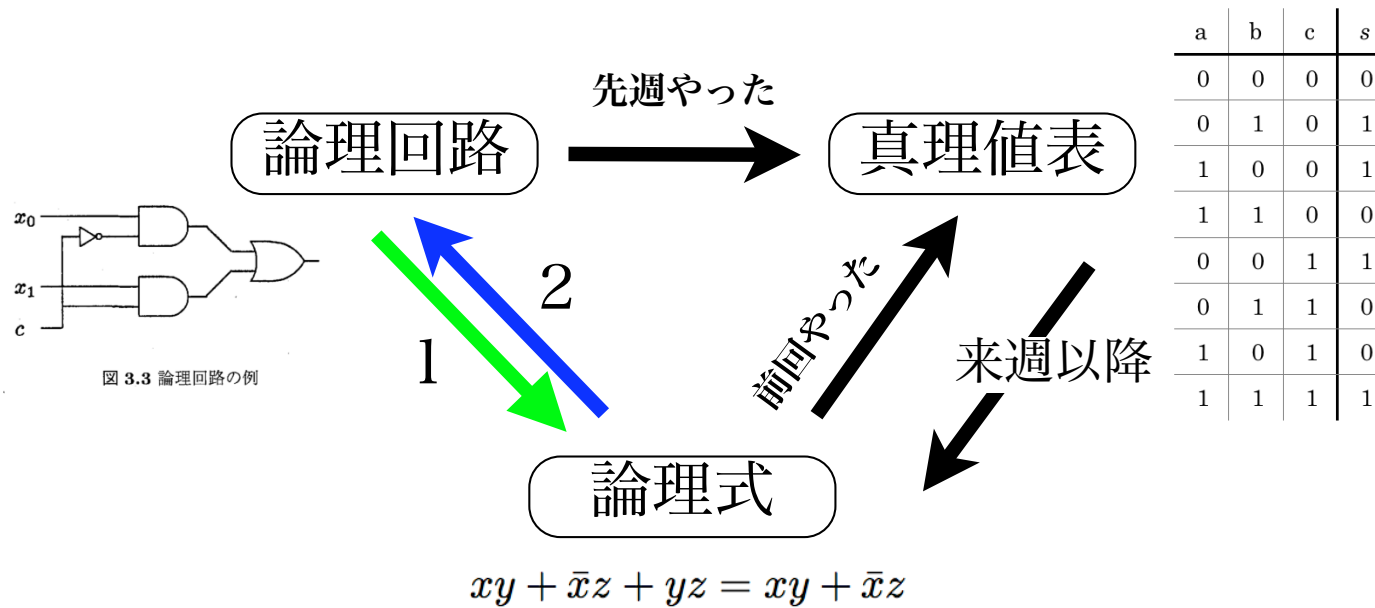 先週やった
論理回路
真理値表
a b c s
0 0 0 0
0 1 0 1
1 0 0 1
1 1 0 0
0 0 1 1
0 1 1 0
1 0 1 0
1 1 1 1
x₀
x₁
c
図 3.3 論理回路の例
1
2
前回やった
来週以降
論理式
xy + x̄z + yz = xy + x̄z